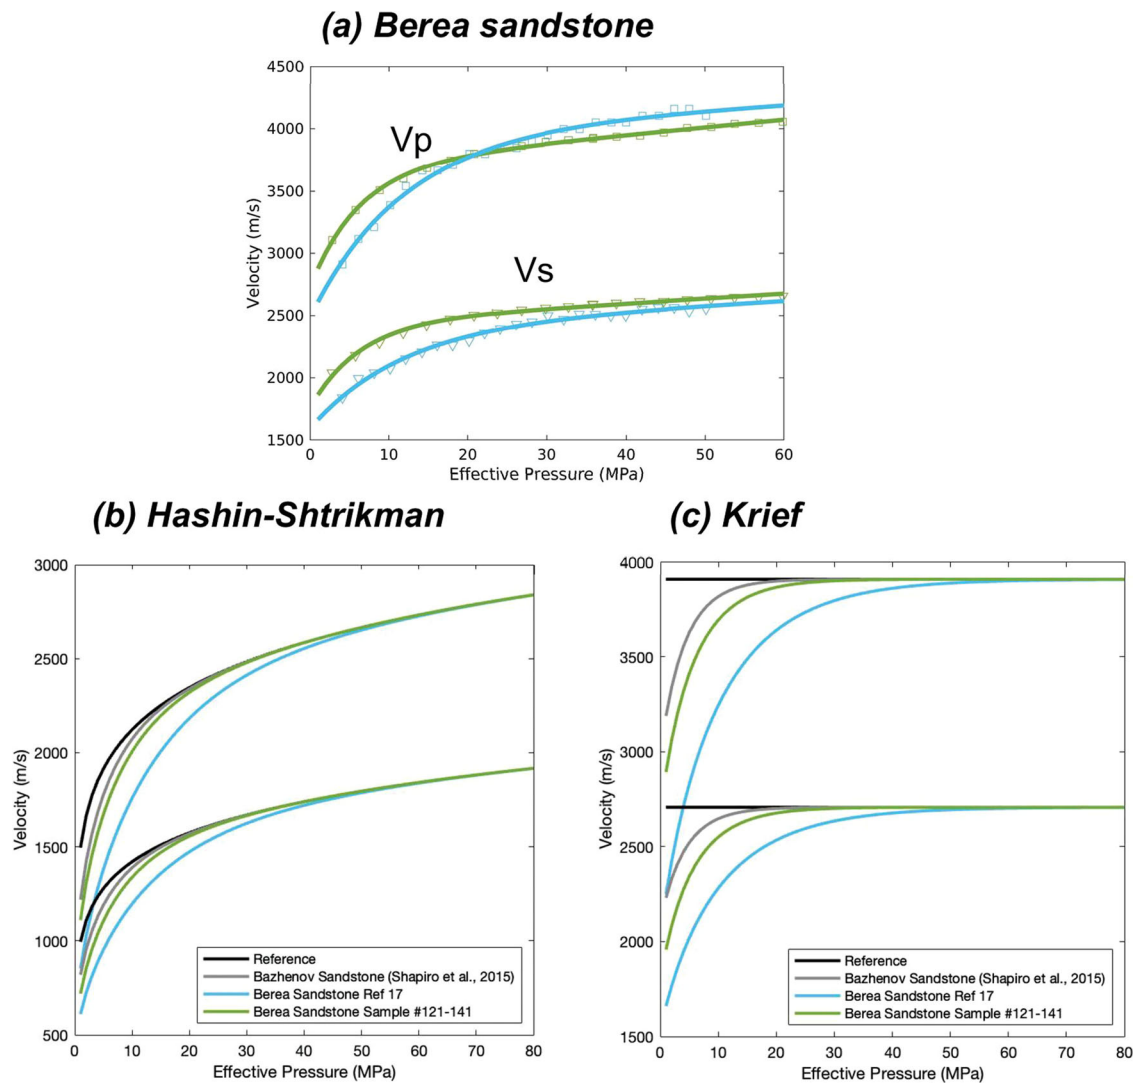 (a) Berea sandstone
4500
4000
3500
3000
2500
2000
1500
Velocity (m/s)
Vp
Vs
0 10 20 30 40 50 60
Effective Pressure (MPa)
(b) Hashin-Shtrikman
3000
2500
2000
1500
1000
500
Velocity (m/s)
Reference
Bazhenov Sandstone (Shapiro et al., 2015)
Berea Sandstone Ref 17
Berea Sandstone Sample #121-141
0 10 20 30 40 50 60 70 80
Effective Pressure (MPa)
(c) Krief
4000
3500
3000
2500
2000
1500
Velocity (m/s)
Reference
Bazhenov Sandstone (Shapiro et al., 2015)
Berea Sandstone Ref 17
Berea Sandstone Sample #121-141
0 10 20 30 40 50 60 70 80
Effective Pressure (MPa)